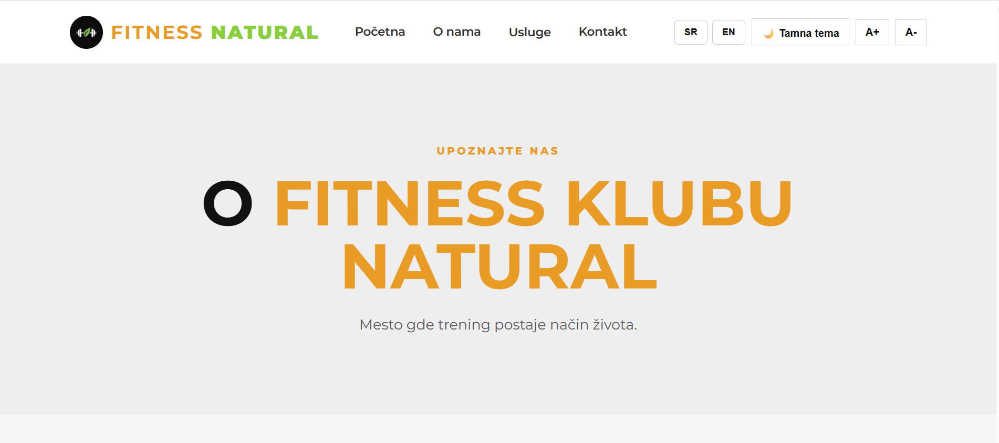 FITNESS NATURAL
Početna
O nama
Usluge
Kontakt
SR
EN
🌙 Tamna tema
A+
A-
UPOZNAJTE NAS
O FITNESS KLUBU
NATURAL
Mesto gde trening postaje način života.